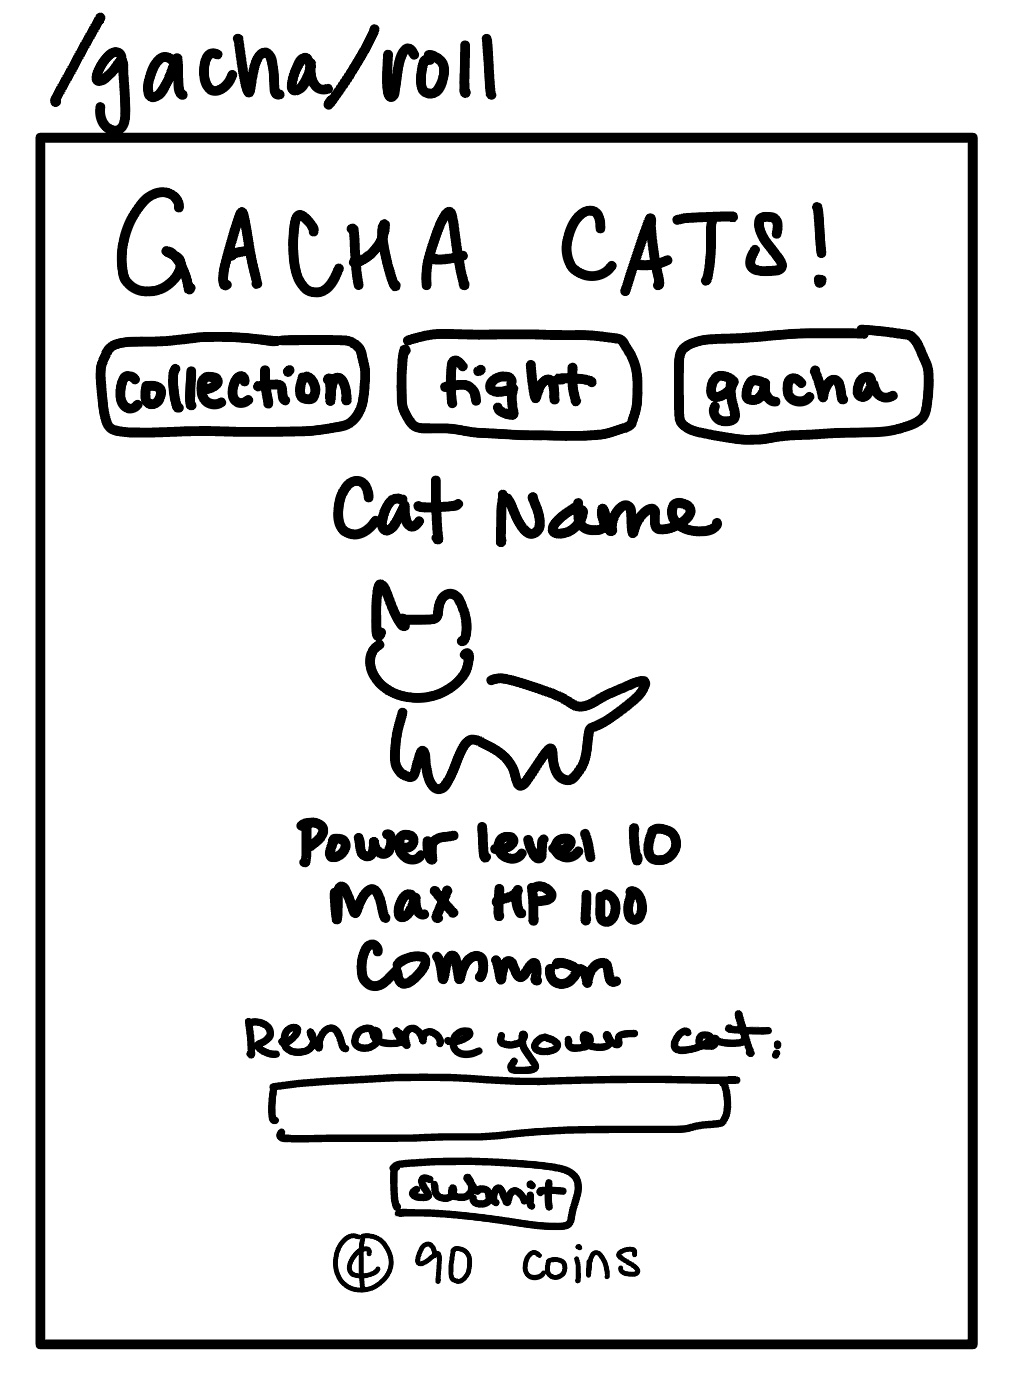 /gacha/roll
GACHA CATS!
collection fight gacha
Cat Name
Power level 10
Max HP 100
Common
Rename your cat:
submit
₵ 90 coins